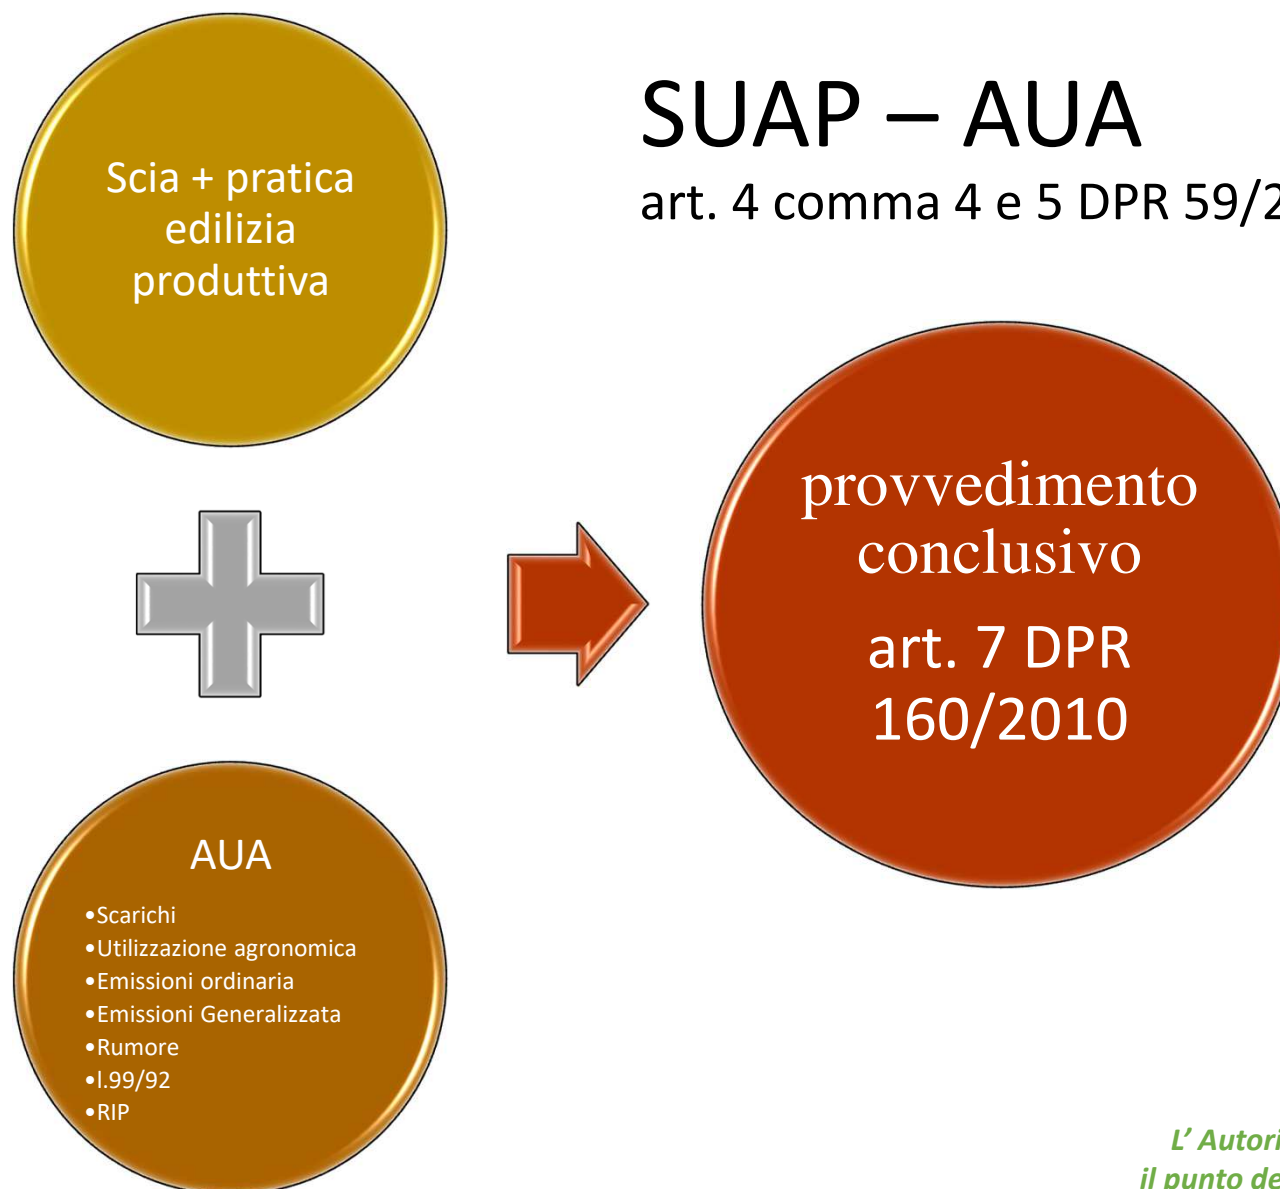 SUAP – AUA
art. 4 comma 4 e 5 DPR 59/2
Scia + pratica
edilizia
produttiva
provvedimento
conclusivo
art. 7 DPR
160/2010
AUA
•Scarichi
•Utilizzazione agronomica
•Emissioni ordinaria
•Emissioni Generalizzata
•Rumore
•l.99/92
•RIP
L’ Autori
il punto de